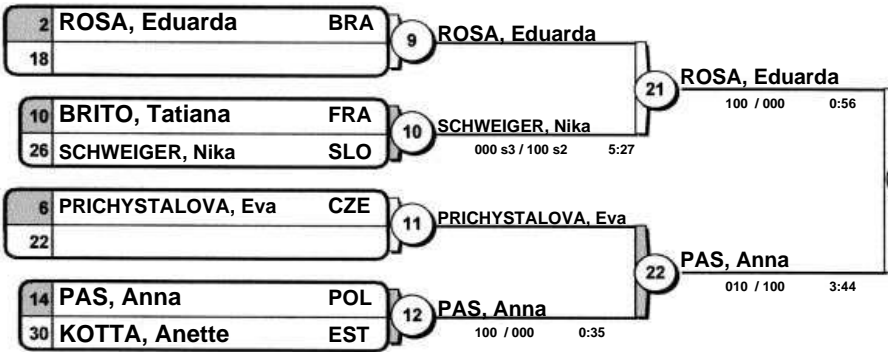 2 ROSA, Eduarda BRA
18
9
ROSA, Eduarda
10 BRITO, Tatiana FRA
26 SCHWEIGER, Nika SLO
10
SCHWEIGER, Nika
000 s3 / 100 s2 5:27
21
ROSA, Eduarda
100 / 000 0:56
6 PRICHYSTALOVA, Eva CZE
22
11
PRICHYSTALOVA, Eva
14 PAS, Anna POL
30 KOTTA, Anette EST
12
PAS, Anna
100 / 000 0:35
22
PAS, Anna
010 / 100 3:44